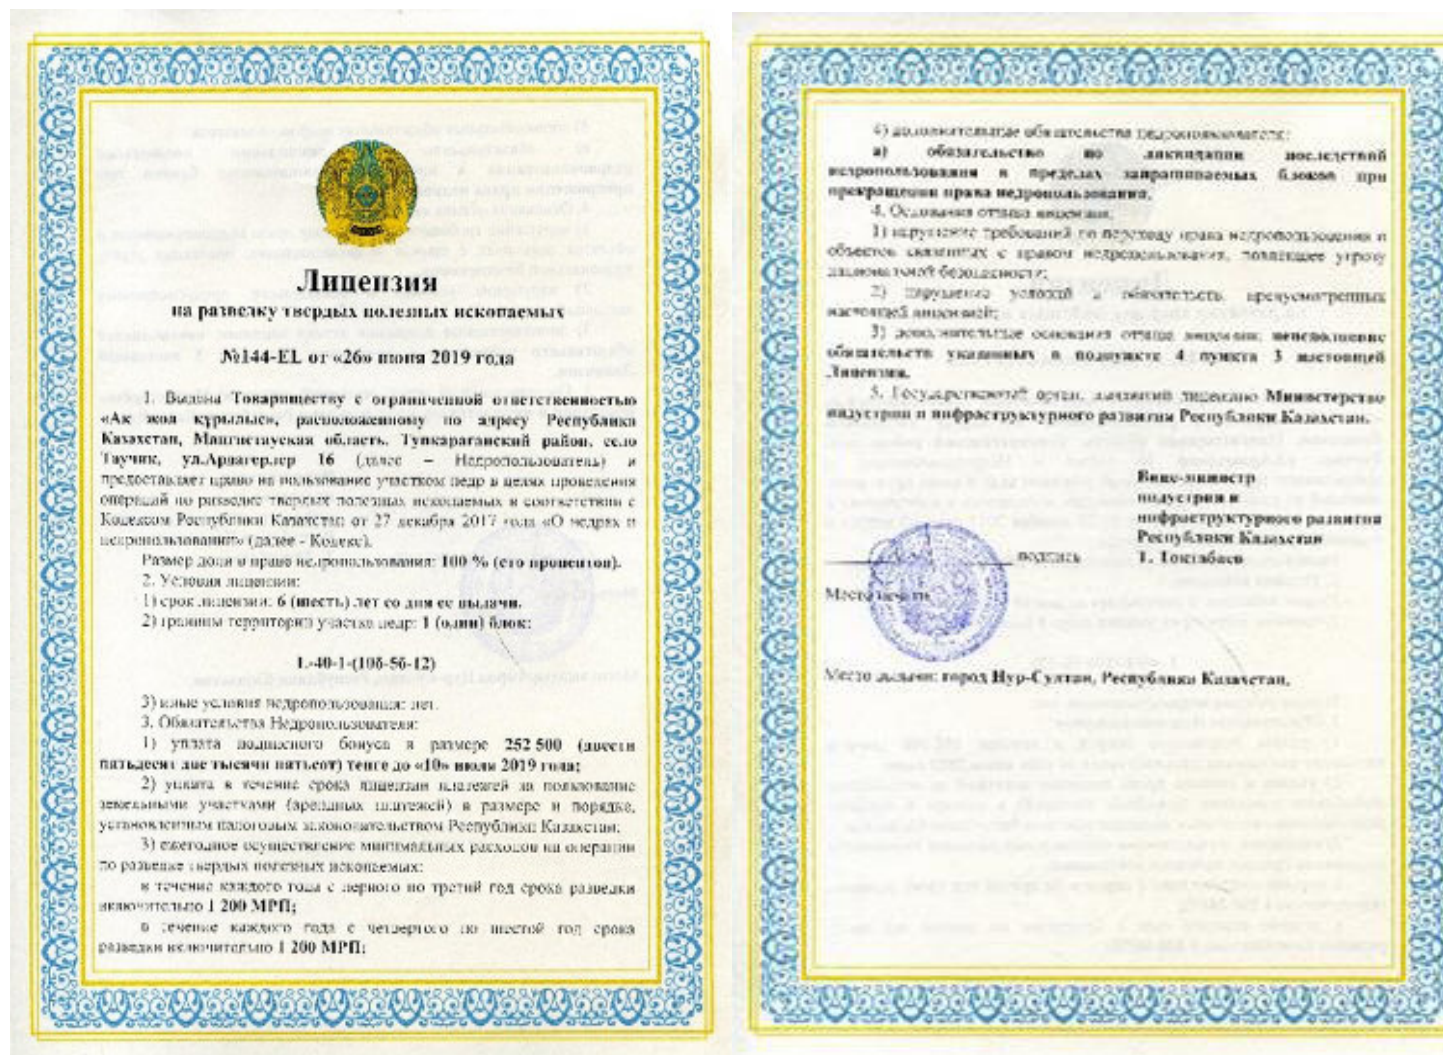 Лицензия
на разведку твердых полезных ископаемых
№144-EL от «26» июня 2019 года
1. Выдана Товариществу с ограниченной ответственностью
«Ак жол құрылыс», расположенному по адресу Республика
Казахстан, Мангистауская область, Тупкараганский район, село
Таучик, 16 (далее – Недропользователь) и
предоставляет право на пользование участком недр в целях проведения
операций по разведке твердых полезных ископаемых в соответствии с
Кодексом Республики Казахстан от 27 декабря 2017 года «О недрах и
недропользовании» (далее - Кодекс).
Размер доли в праве недропользования: 100 % (сто процентов).
2. Условия лицензии:
1) срок лицензии: 6 (шесть) лет со дня ее выдачи.
2) границы территории участка недр: 1 (один) блок:
L-40-1-(10б-5б-12)
3) иные условия недропользования: нет.
3. Обязательства Недропользователя:
1) уплата подписного бонуса в размере 252 500 (двести
пятьдесят две тысячи пятьсот) тенге до «10» июля 2019 года;
2) уплата в течение срока лицензии платежей за пользование
земельными участками (арендных платежей) в размере и порядке,
установленным налоговым законодательством Республики Казахстан;
3) ежегодное осуществление минимальных расходов на операции
по разведке твердых полезных ископаемых:
в течение каждого года с первого по третий год срока разведки
включительно 1 200 МРП;
в течение каждого года с четвертого по шестой год срока
разведки включительно 1 200 МРП;
4) дополнительные обязательства недропользователя:
а) обязательство по ликвидации последствий
недропользования в пределах запрашиваемых блоков при
прекращении права недропользования.
4. Основания отзыва лицензии:
1) нарушение требований по переходу права недропользования и
объектов связанных с правом недропользования, повлекшее угрозу
национальной безопасности;
2) нарушение условий и обязательств, предусмотренных
настоящей лицензией;
3) дополнительные основания отзыва лицензии: неисполнение
обязательств указанных в подпункте 4 пункта 3 настоящей
Лицензии.
5. Государственный орган, выдавший лицензию Министерство
индустрии и инфраструктурного развития Республики Казахстан.
Вице-министр
индустрии и
инфраструктурного развития
Республики Казахстан
подпись Т. Токтабаев
Место печати
Место выдачи: город Нур-Султан, Республика Казахстан.